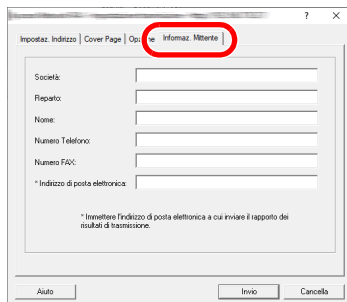 ? ×
Impostaz. Indirizzo Cover Page Informaz. Mittente
Società:
Reparto:
Nome:
Numero Telefono:
Numero FAX:
* Indirizzo di posta elettronica:
* Immettere l'indirizzo di posta elettronica a cui inviare il rapporto dei
risultati di trasmissione.
Aiuto Invio Cancella